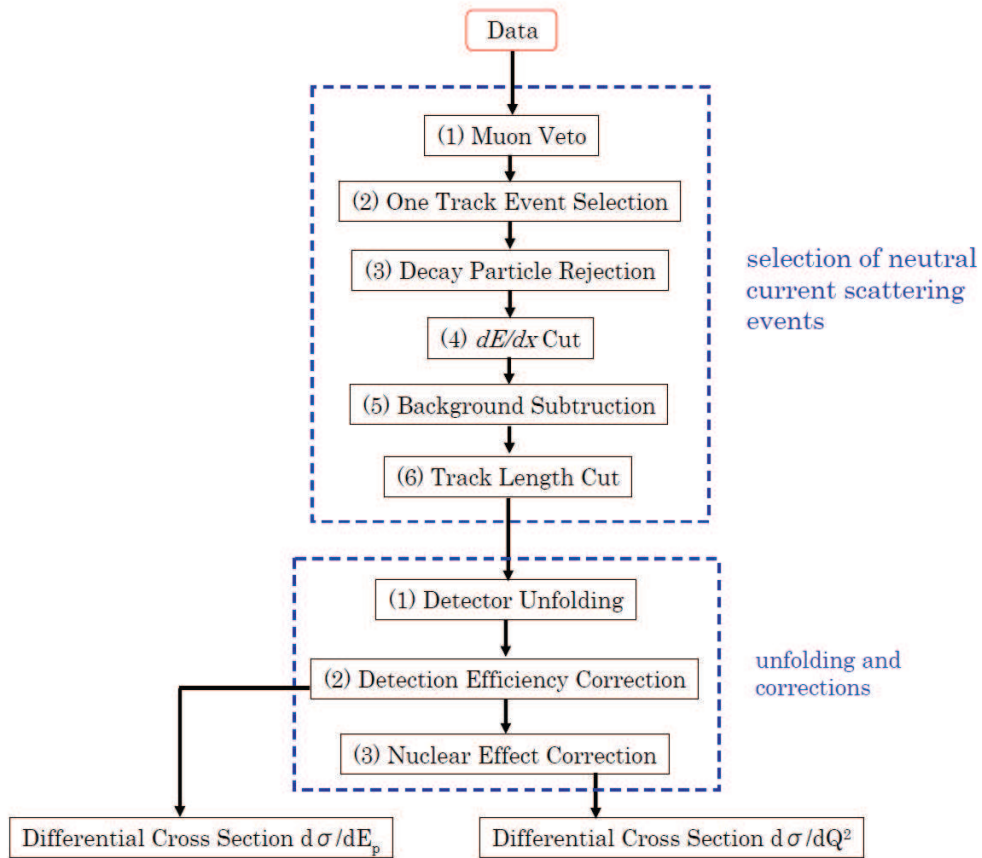 Data
(1) Muon Veto
(2) One Track Event Selection
(3) Decay Particle Rejection
(4) dE/dx Cut
(5) Background Subtruction
(6) Track Length Cut
selection of neutral
current scattering
events
(1) Detector Unfolding
(2) Detection Efficiency Correction
(3) Nuclear Effect Correction
unfolding and
corrections
Differential Cross Section dσ/dEp
Differential Cross Section dσ/dQ²